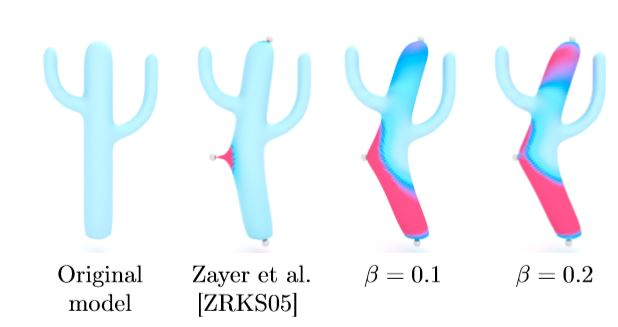 Original
model
Zayer et al.
[ZRKS05]
β = 0.1
β = 0.2